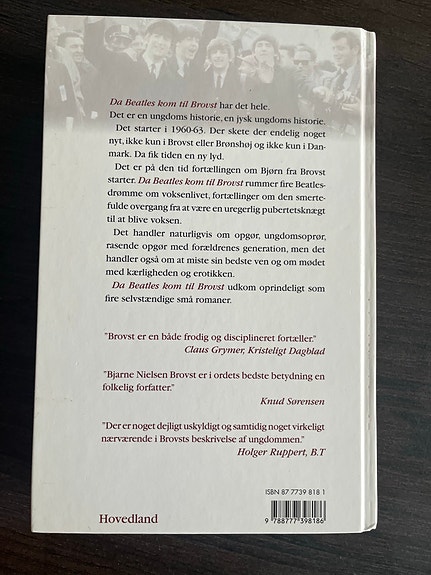 Da Beatles kom til Brovst har det hele.
Det er en ungdoms historie, en jysk ungdoms historie.
Det starter i 1960-63. Der skete der endelig noget
nyt, ikke kun i Brovst eller Brønshøj og ikke kun i Dan-
mark. Da fik tiden en ny lyd.
Det er på den tid fortællingen om Bjørn fra Brovst
starter. Da Beatles kom til Brovst rummer fire Beatles-
drømme om voksenlivet, fortællinger om den smerte-
fulde overgang fra at være en uregerlig pubertetsknægt
til at blive voksen.
Det handler naturligvis om opgør, ungdomsoprør,
rasende opgør med forældrenes generation, men det
handler også om at miste sin bedste ven og om mødet
med kærligheden og erotikken.
Da Beatles kom til Brovst udkom oprindeligt som
fire selvstændige små romaner.
"Brovst er en både frodig og disciplineret fortæller."
Claus Grymer, Kristeligt Dagblad
"Bjarne Nielsen Brovst er i ordets bedste betydning en
folkelig forfatter."
Knud Sørensen
"Der er noget dejligt uskyldigt og samtidig noget virkeligt
nærværende i Brovsts beskrivelse af ungdommen."
Holger Ruppert, B.T
ISBN 87 7739 818 1
9 788777 398186
Hovedland